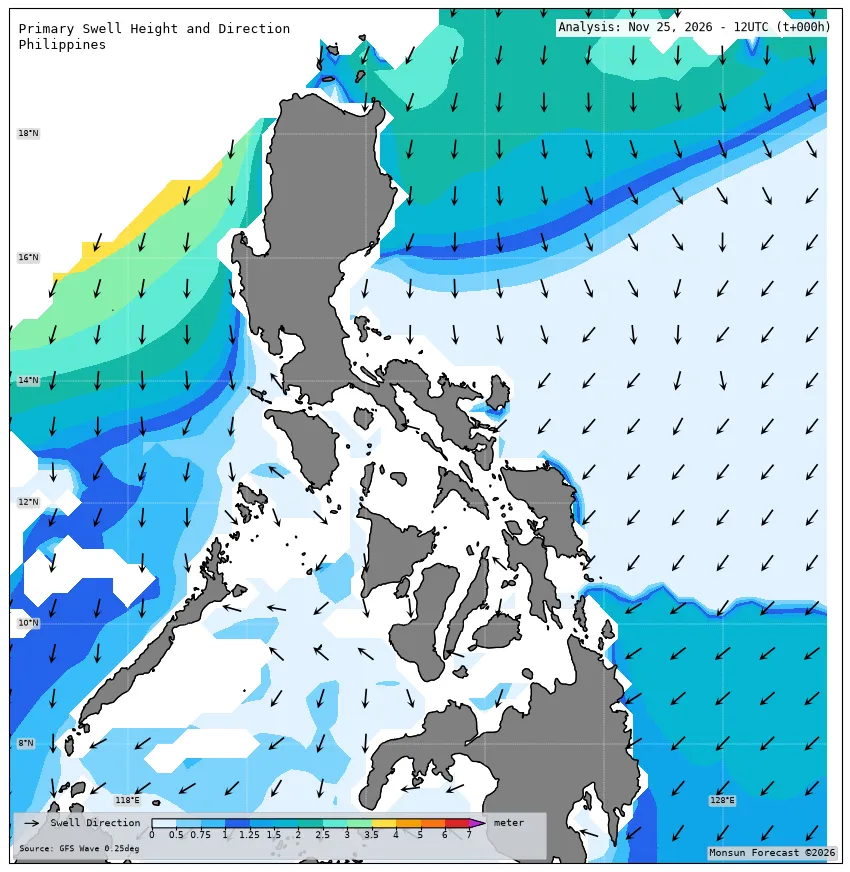 Primary Swell Height and Direction
Philippines
Analysis: Nov 25, 2026 - 12UTC (t+000h)
18°N
16°N
14°N
12°N
10°N
8°N
118°E
128°E
Swell Direction
meter
0 0.5 0.75 1 1.25 1.5 2 2.5 3 3.5 4 5 6 7
Source: GFS Wave 0.25deg
Monsun Forecast ©2026